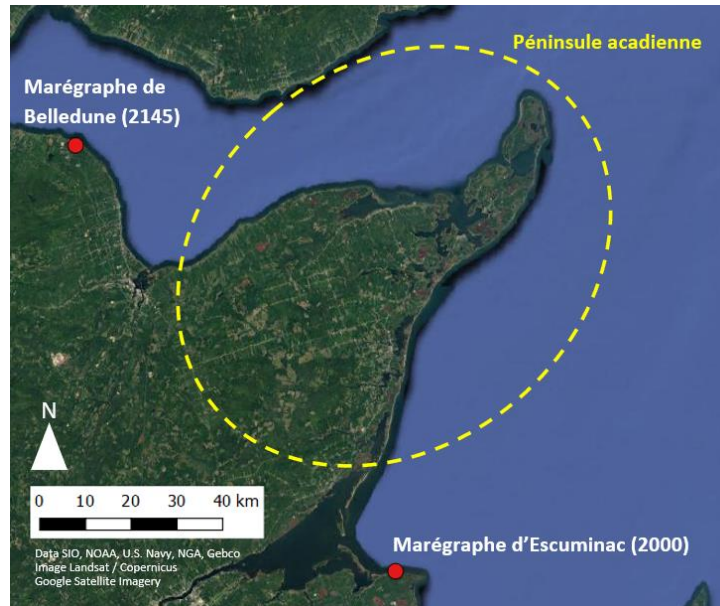 Péninsule acadienne
Marégraphe de
Belledune (2145)
N
0 10 20 30 40 km
Marégraphe d’Escuminac (2000)
Data SIO, NOAA, U.S. Navy, NGA, Gebco
Image Landsat / Copernicus
Google Satellite Imagery